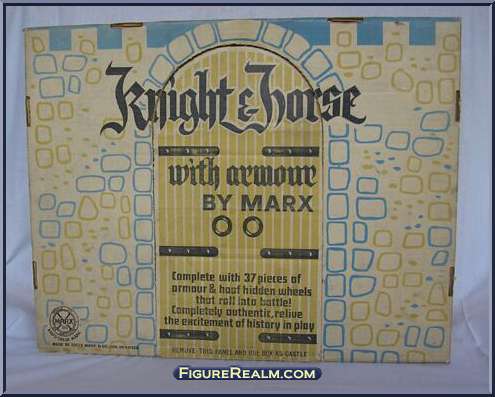 Knight & Horse
with armour
BY MARX
Complete with 37 pieces of
armour & hoof hidden wheels
that roll into battle!
Completely authentic, relive
the excitement of history in play
REMOVE THIS PANEL AND USE BOX AS CASTLE
MARX
FIGUREREALM.COM